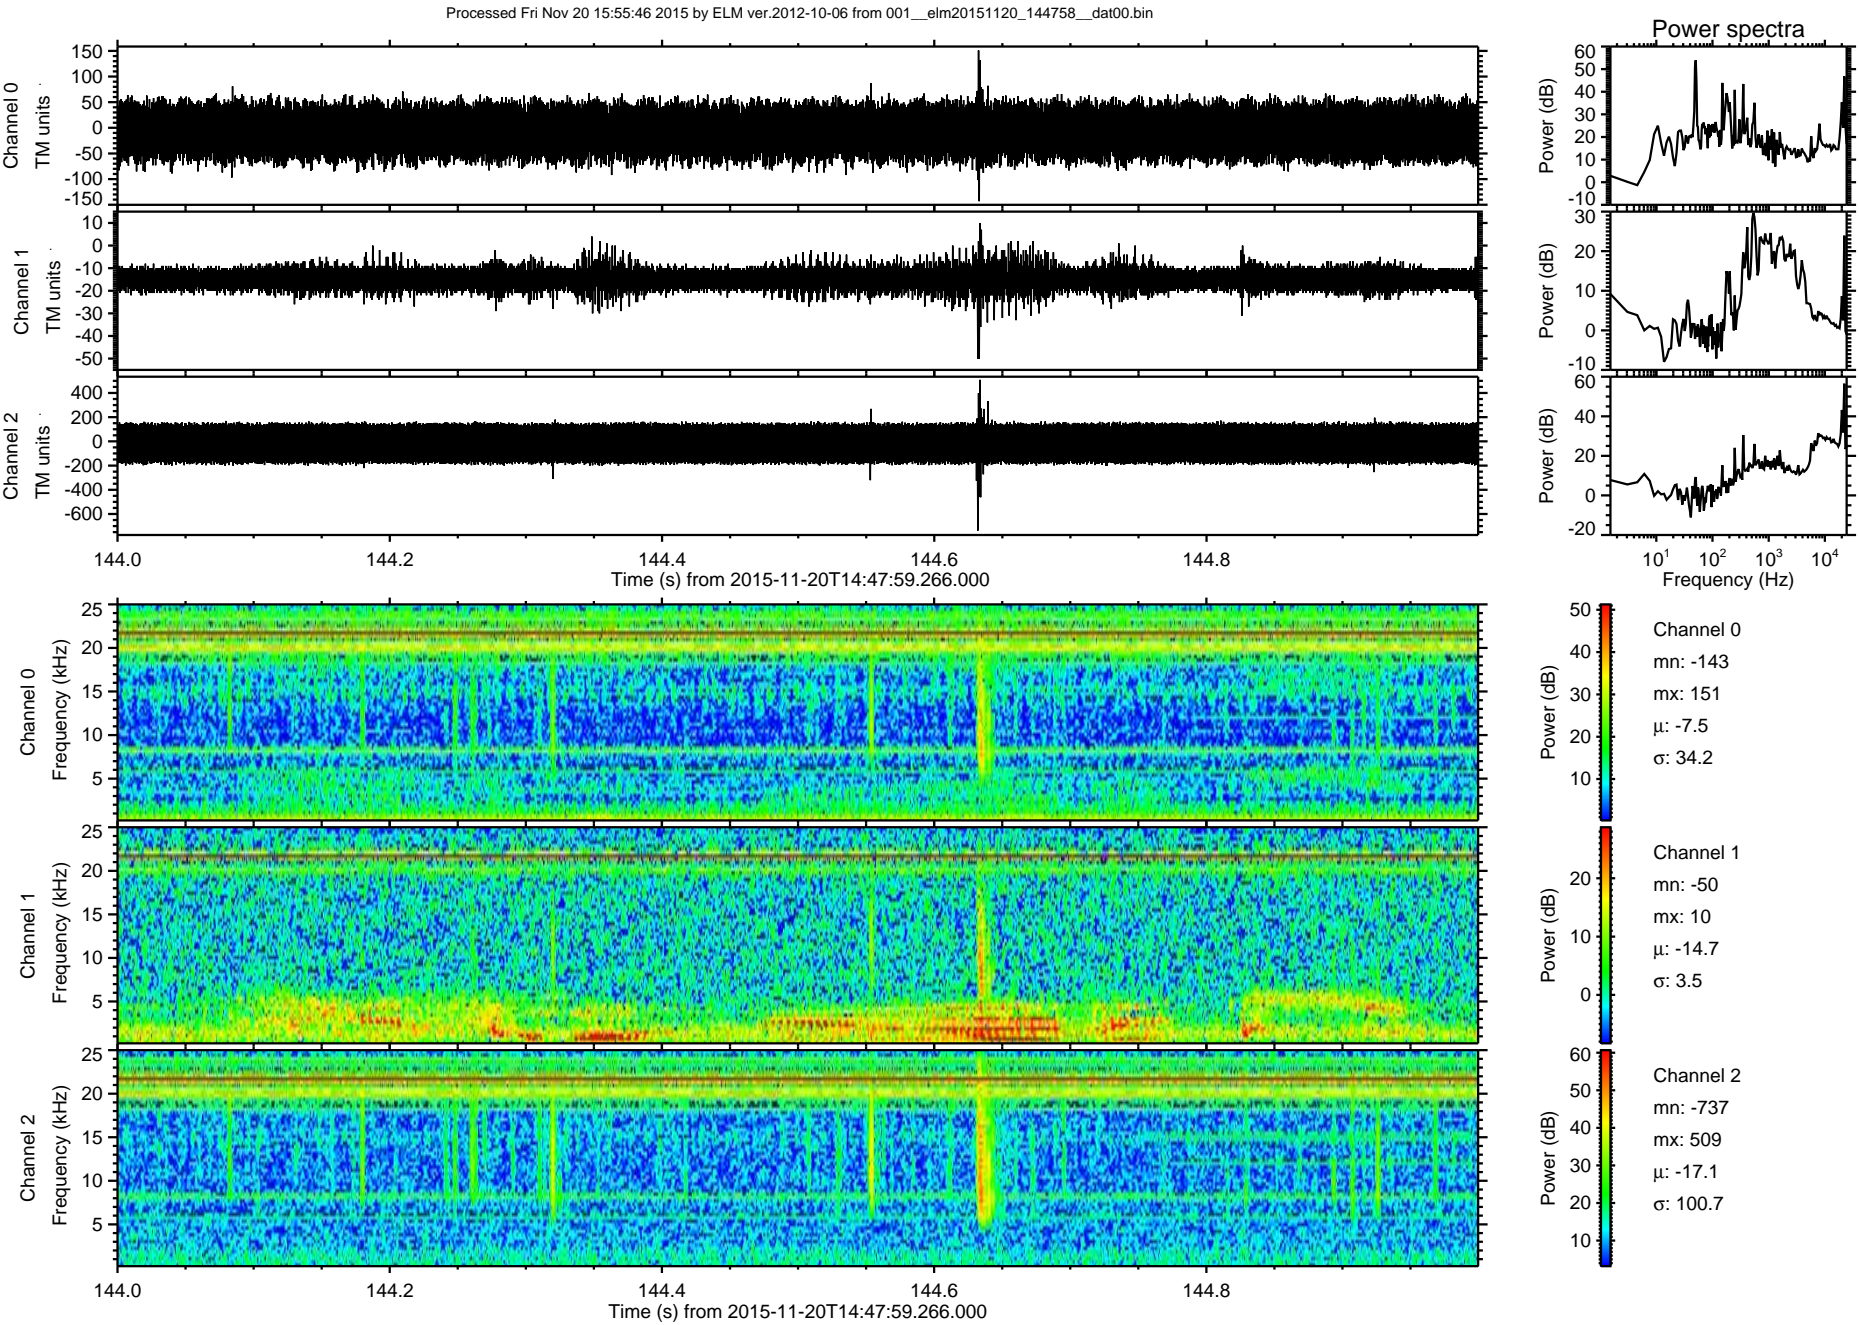 Processed Fri Nov 20 15:55:46 2015 by ELM ver.2012-10-06 from 001__elm20151120_144758__dat00.bin
Power spectra
Channel 0
TM units
150
100
50
0
-50
-100
-150
Power (dB)
60
50
40
30
20
10
0
-10
Channel 1
TM units
10
0
-10
-20
-30
-40
-50
Power (dB)
30
20
10
0
-10
Channel 2
TM units
400
200
0
-200
-400
-600
Power (dB)
60
40
20
0
-20
144.0 144.2 144.4 144.6 144.8
Time (s) from 2015-11-20T14:47:59.266.000
10¹ 10² 10³ 10⁴
Frequency (Hz)
Channel 0
Frequency (kHz)
25
20
15
10
5
Power (dB)
50
40
30
20
10
Channel 0
mn: -143
mx: 151
μ: -7.5
σ: 34.2
Channel 1
Frequency (kHz)
25
20
15
10
5
Power (dB)
20
10
0
Channel 1
mn: -50
mx: 10
μ: -14.7
σ: 3.5
Channel 2
Frequency (kHz)
25
20
15
10
5
Power (dB)
60
50
40
30
20
10
Channel 2
mn: -737
mx: 509
μ: -17.1
σ: 100.7
144.0 144.2 144.4 144.6 144.8
Time (s) from 2015-11-20T14:47:59.266.000